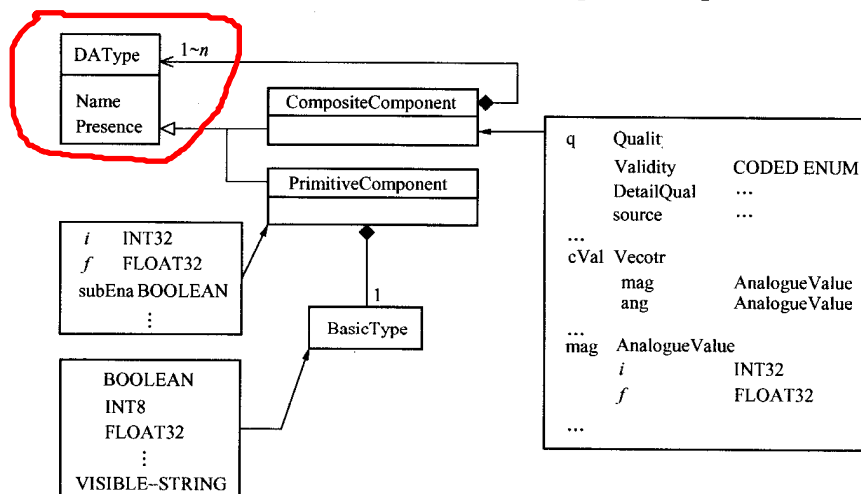 DAType
1~n
Name
Presence
CompositeComponent
PrimitiveComponent
i INT32
f FLOAT32
subEna BOOLEAN
⋮
1
BasicType
BOOLEAN
INT8
FLOAT32
⋮
VISIBLE--STRING
q Qualit
Validity CODED ENUM
DetailQual …
source …
…
cVal Vecotr
mag AnalogueValue
ang AnalogueValue
…
mag AnalogueValue
i INT32
f FLOAT32
…